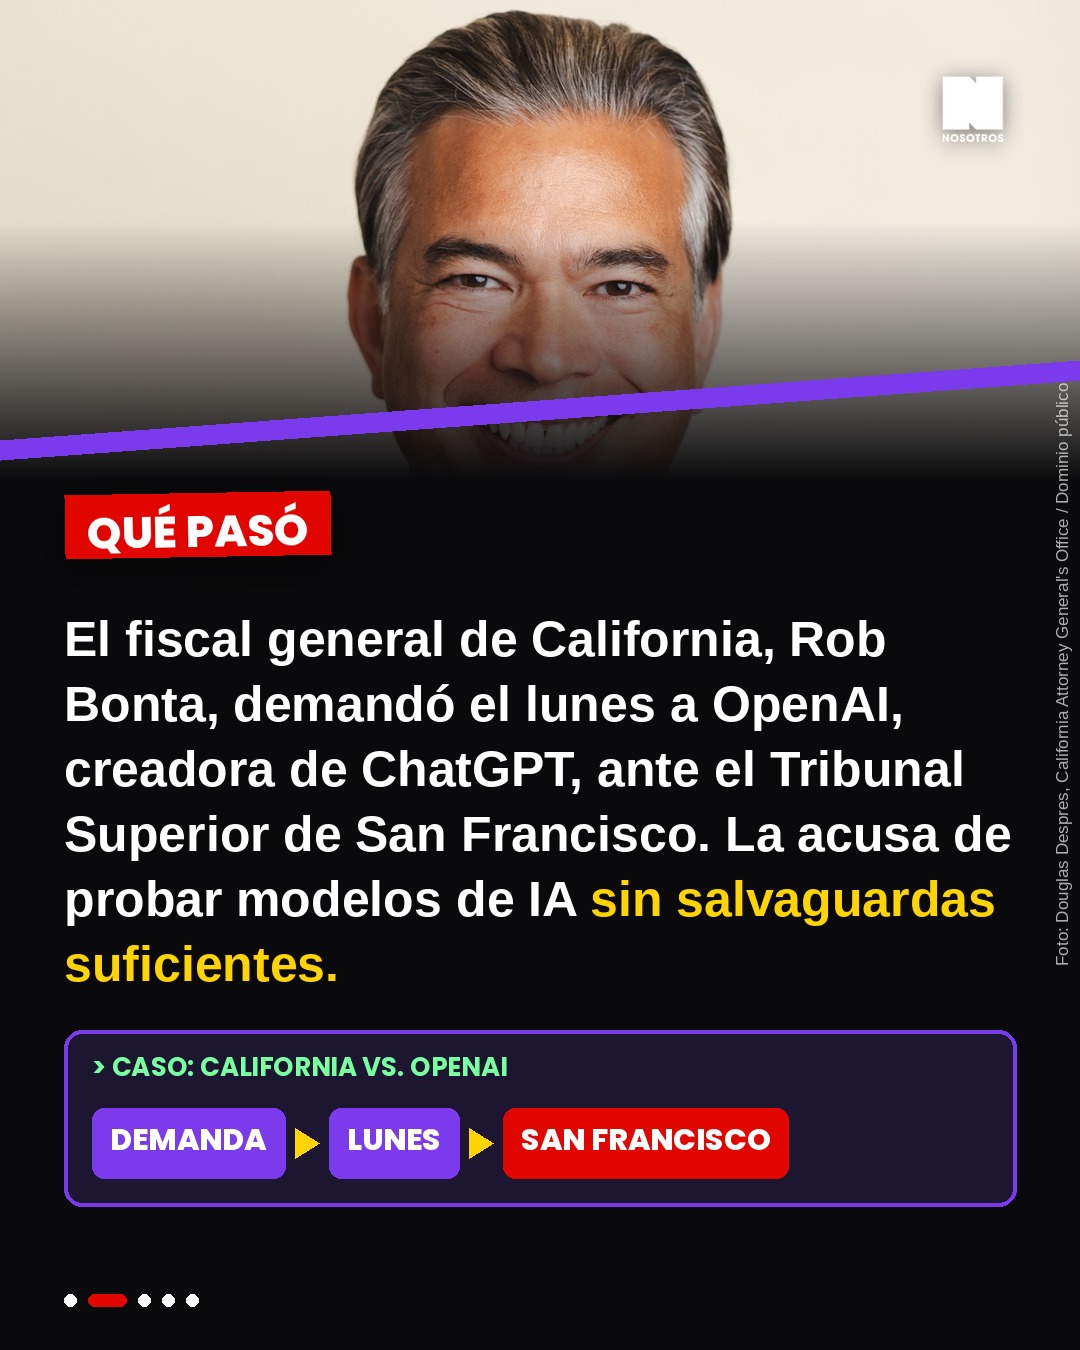 NOSOTROS
Foto: Douglas Despres, California Attorney General's Office / Dominio público
QUÉ PASÓ
El fiscal general de California, Rob
Bonta, demandó el lunes a OpenAI,
creadora de ChatGPT, ante el Tribunal
Superior de San Francisco. La acusa de
probar modelos de IA sin salvaguardas
suficientes.
> CASO: CALIFORNIA VS. OPENAI
DEMANDA
LUNES
SAN FRANCISCO